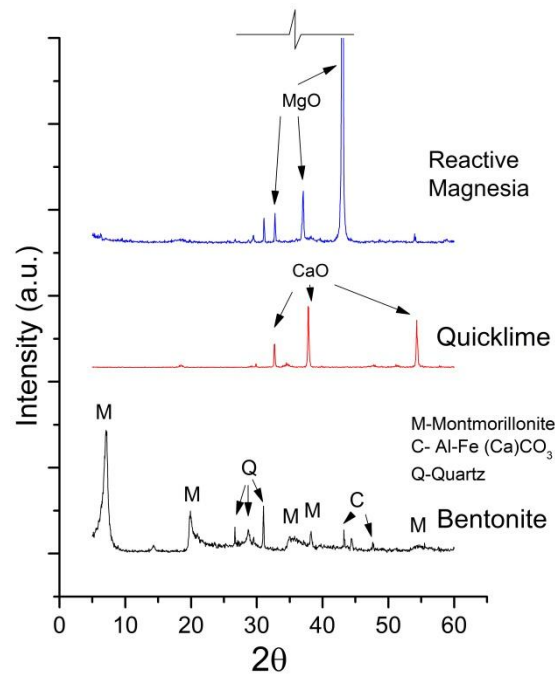 MgO
Reactive
Magnesia
CaO
Quicklime
M-Montmorillonite
C- Al-Fe (Ca)CO₃
Q-Quartz
M
Q
M
M
M
C
M
Bentonite
Intensity (a.u.)
0 10 20 30 40 50 60
2θ